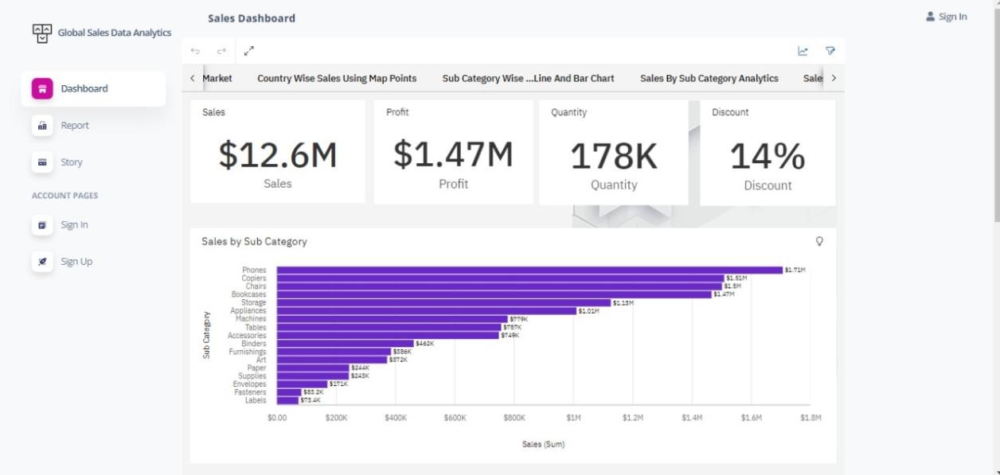 Sales Dashboard
Sign In
Global Sales Data Analytics
Dashboard
Report
Story
ACCOUNT PAGES
Sign In
Sign Up
Market
Country Wise Sales Using Map Points
Sub Category Wise ...Line And Bar Chart
Sales By Sub Category Analytics
Sale
Sales
$12.6M
Sales
Profit
$1.47M
Profit
Quantity
178K
Quantity
Discount
14%
Discount
Sales by Sub Category
Sub Category
Phones $1.71M
Copiers $1.51M
Chairs $1.5M
Bookcases $1.47M
Storage $1.13M
Appliances $1.01M
Machines $779K
Tables $757K
Accessories $749K
Binders $462K
Furnishings $386K
Art $372K
Paper $244K
Supplies $243K
Envelopes $171K
Fasteners $83.2K
Labels $73.4K
$0.00 $200K $400K $600K $800K $1M $1.2M $1.4M $1.6M $1.8M
Sales (Sum)